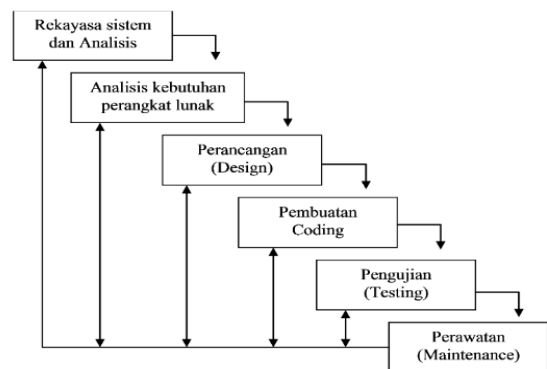 Rekayasa sistem
dan Analisis
Analisis kebutuhan
perangkat lunak
Perancangan
(Design)
Pembuatan
Coding
Pengujian
(Testing)
Perawatan
(Maintenance)